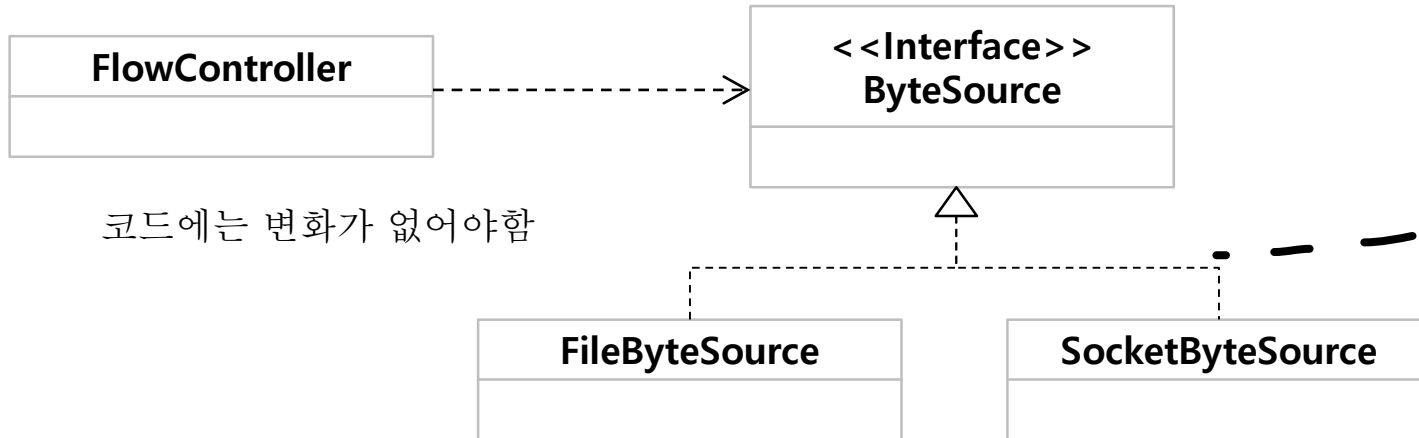 FlowController
<<Interface>>
ByteSource
코드에는 변화가 없어야함
FileByteSource
SocketByteSource